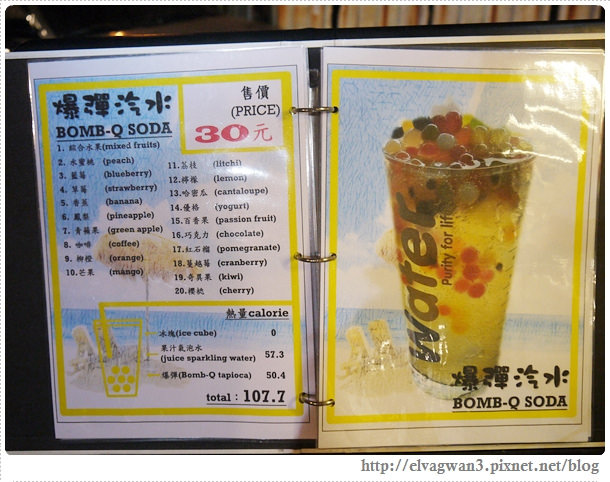 爆彈汽水
BOMB-Q SODA
售價
(PRICE)
30元
1. 綜合水果(mixed fruits)
2. 水蜜桃 (peach)
3. 藍莓 (blueberry)
4. 草莓 (strawberry)
5. 香蕉 (banana)
6. 鳳梨 (pineapple)
7. 青蘋果 (green apple)
8. 咖啡 (coffee)
9. 柳橙 (orange)
10. 芒果 (mango)
11. 荔枝 (litchi)
12. 檸檬 (lemon)
13. 哈密瓜 (cantaloupe)
14. 優格 (yogurt)
15. 百香果 (passion fruit)
16. 巧克力 (chocolate)
17. 紅石榴 (pomegranate)
18. 蔓越莓 (cranberry)
19. 奇異果 (kiwi)
20. 櫻桃 (cherry)
熱量calorie
冰塊(ice cube) 0
果汁氣泡水
(juice sparkling water) 57.3
爆彈(Bomb-Q tapioca) 50.4
total：107.7
water
Purity for life
爆彈汽水
BOMB-Q SODA
http://elvagwan3.pixnet.net/blog